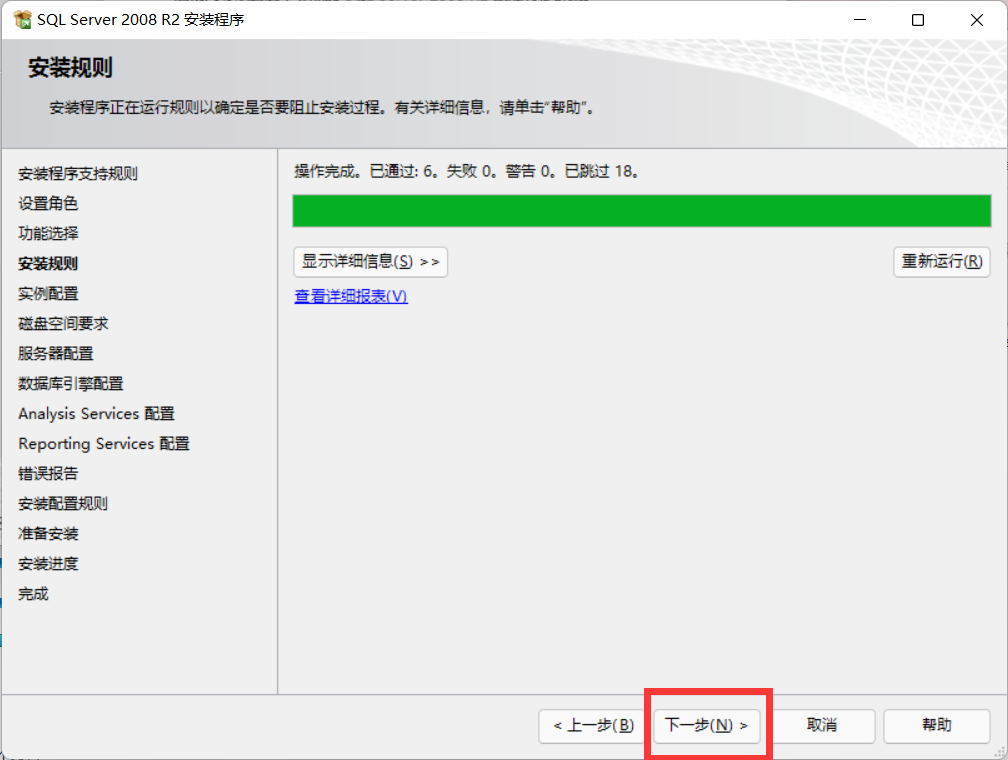 SQL Server 2008 R2 安装程序
安装规则
安装程序正在运行规则以确定是否要阻止安装过程。有关详细信息，请单击“帮助”。
安装程序支持规则
设置角色
功能选择
安装规则
实例配置
磁盘空间要求
服务器配置
数据库引擎配置
Analysis Services 配置
Reporting Services 配置
错误报告
安装配置规则
准备安装
安装进度
完成
操作完成。已通过: 6。失败 0。警告 0。已跳过 18。
显示详细信息(S) >>
重新运行(R)
查看详细报表(V)
< 上一步(B)
下一步(N) >
取消
帮助